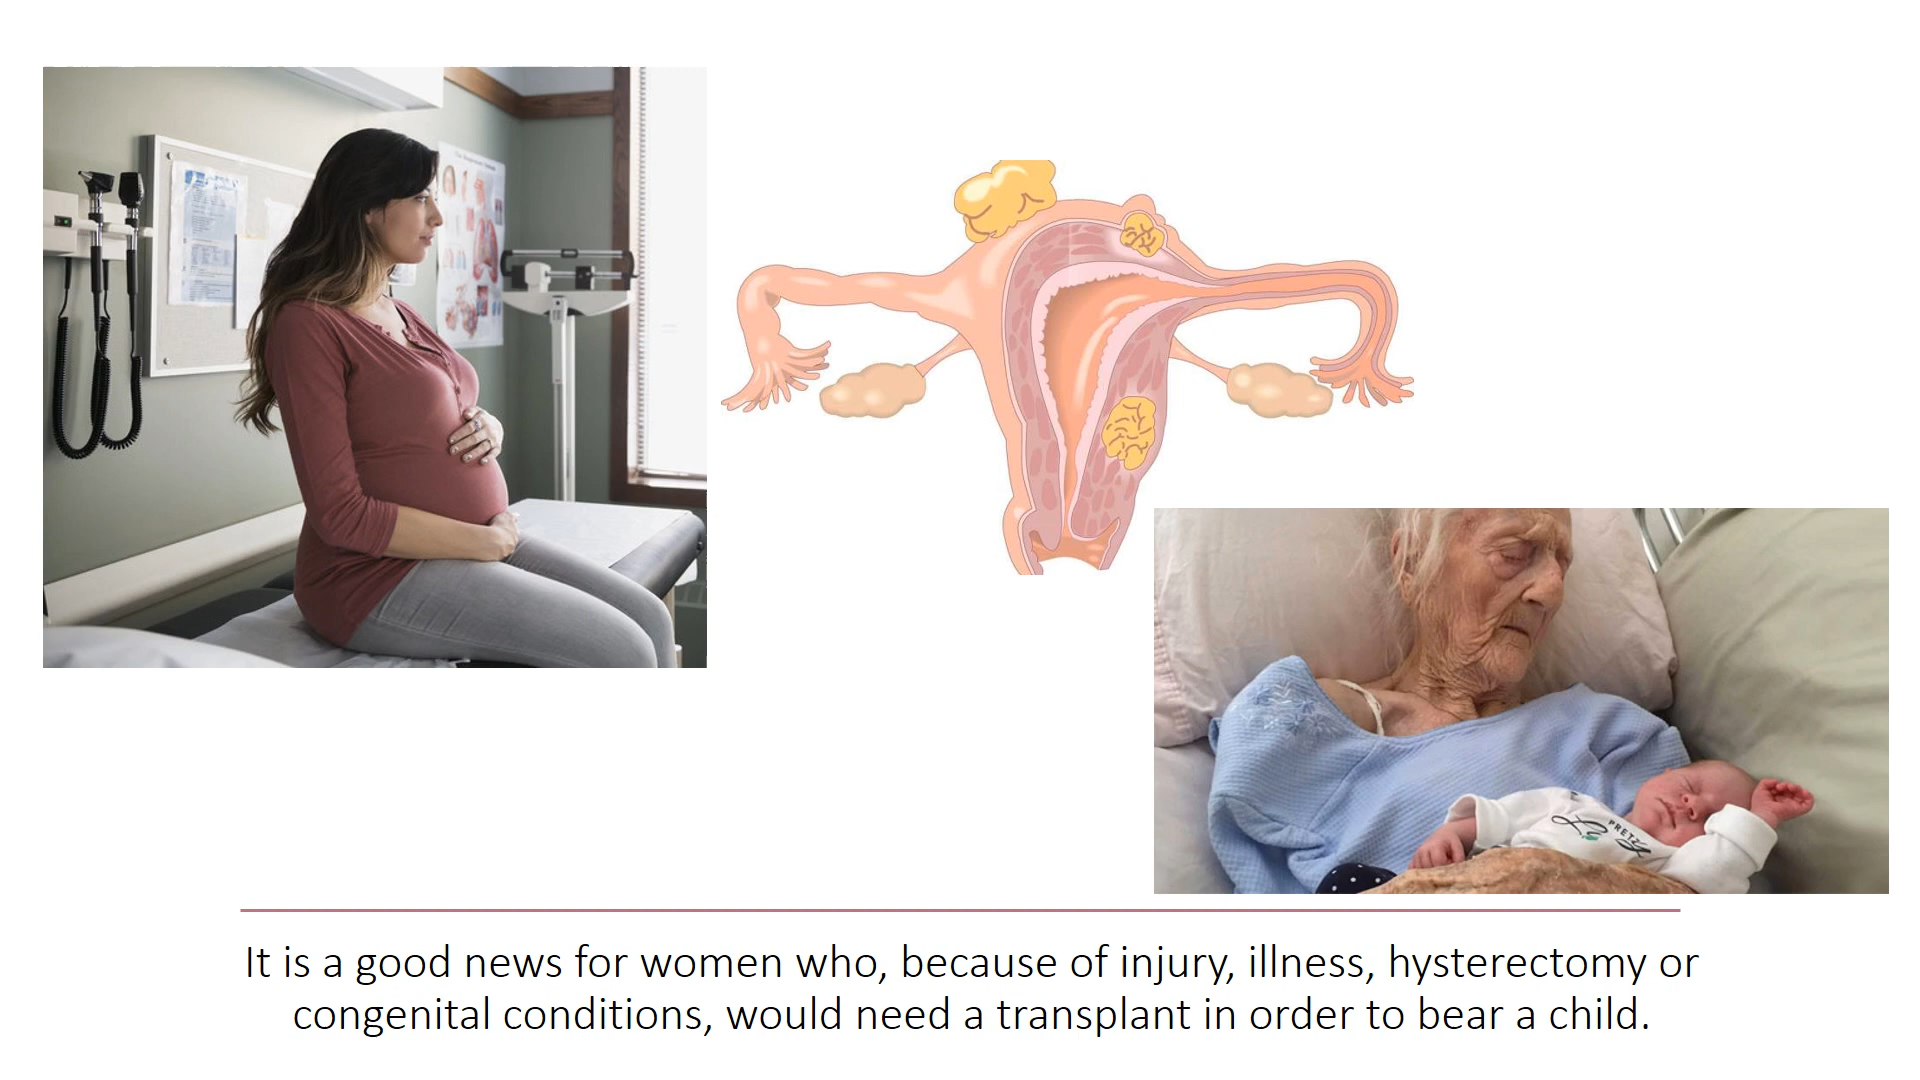 PRETTY
It is a good news for women who, because of injury, illness, hysterectomy or
congenital conditions, would need a transplant in order to bear a child.